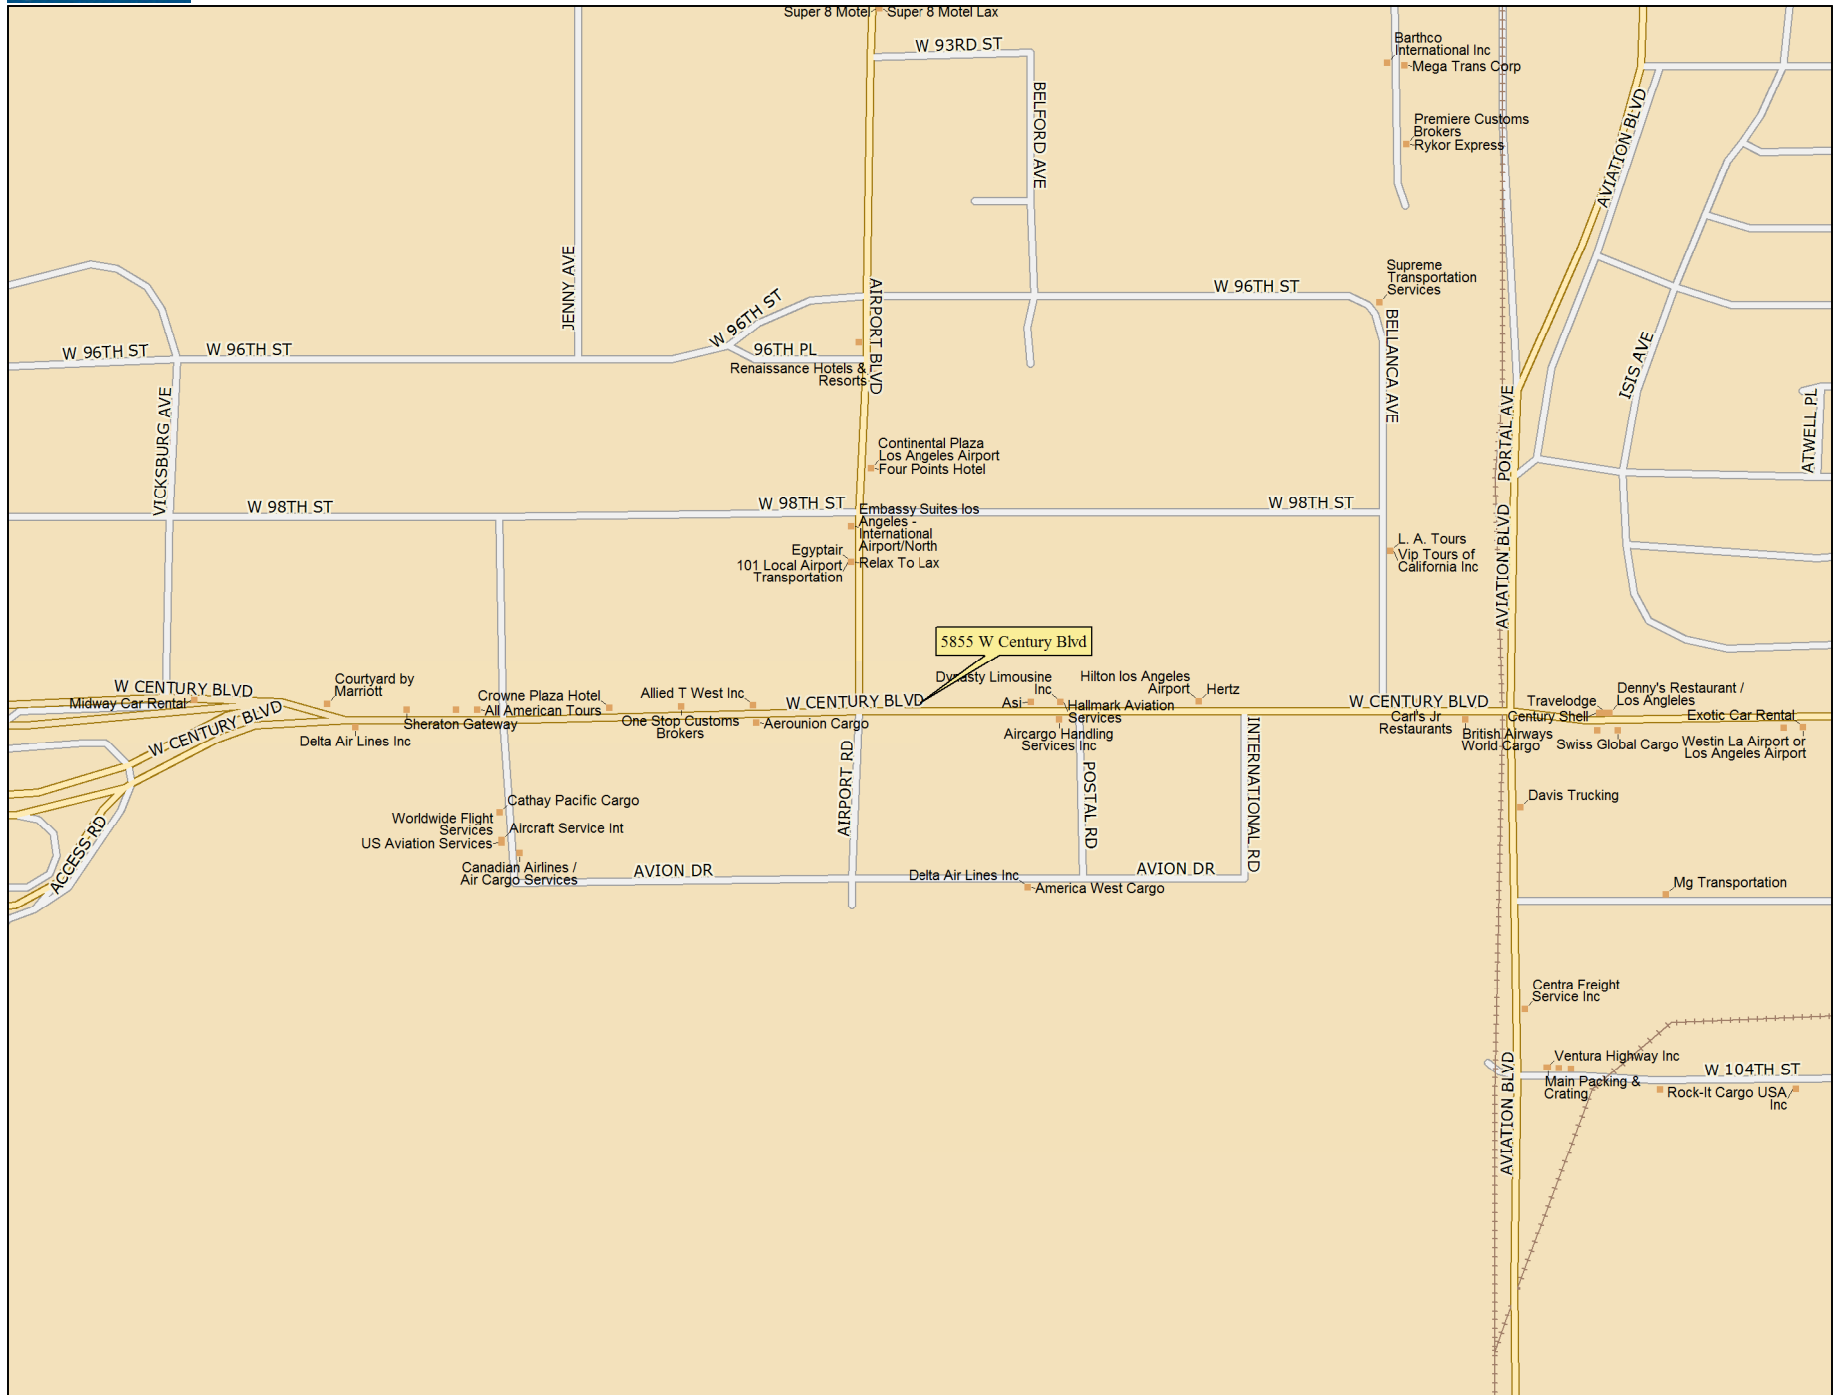 Super 8 Motel
Super 8 Motel Lax
W 93RD ST
Barthco
International Inc
Mega Trans Corp
BELFORD AVE
AVIATION BLVD
Premiere Customs
Brokers
Rykor Express
JENNY AVE
AIRPORT BLVD
W 96TH ST
W 96TH ST
Supreme
Transportation
Services
BELLANCA AVE
W 96TH ST
W 96TH ST
96TH PL
Renaissance Hotels &
Resorts
ISIS AVE
VICKSBURG AVE
PORTAL AVE
ATWELL PL
Continental Plaza
Los Angeles Airport
Four Points Hotel
W 98TH ST
W 98TH ST
W 98TH ST
Embassy Suites los
Angeles -
International
Airport/North
Egyptair
101 Local Airport
Transportation
Relax To Lax
AVIATION BLVD
L. A. Tours
Vip Tours of
California Inc
5855 W Century Blvd
W CENTURY BLVD
Midway Car Rental
W CENTURY BLVD
Courtyard by
Marriott
Delta Air Lines Inc
Crowne Plaza Hotel
All American Tours
Sheraton Gateway
Allied T West Inc
One Stop Customs
Brokers
W CENTURY BLVD
Aerounion Cargo
Dynasty Limousine
Inc
Asi
Hallmark Aviation
Services
Aircargo Handling
Services Inc
Hilton los Angeles
Airport
Hertz
W CENTURY BLVD
Carl's Jr
Restaurants
British Airways
World Cargo
Travelodge
Century Shell
Denny's Restaurant /
Los Angleles
Swiss Global Cargo
Exotic Car Rental
Westin La Airport or
Los Angeles Airport
ACCESS RD
AIRPORT RD
POSTAL RD
INTERNATIONAL RD
Cathay Pacific Cargo
Worldwide Flight
Services
Aircraft Service Int
US Aviation Services
Canadian Airlines /
Air Cargo Services
AVION DR
Delta Air Lines Inc
America West Cargo
AVION DR
Davis Trucking
Mg Transportation
Centra Freight
Service Inc
AVIATION BLVD
Ventura Highway Inc
Main Packing &
Crating
W 104TH ST
Rock-It Cargo USA
Inc